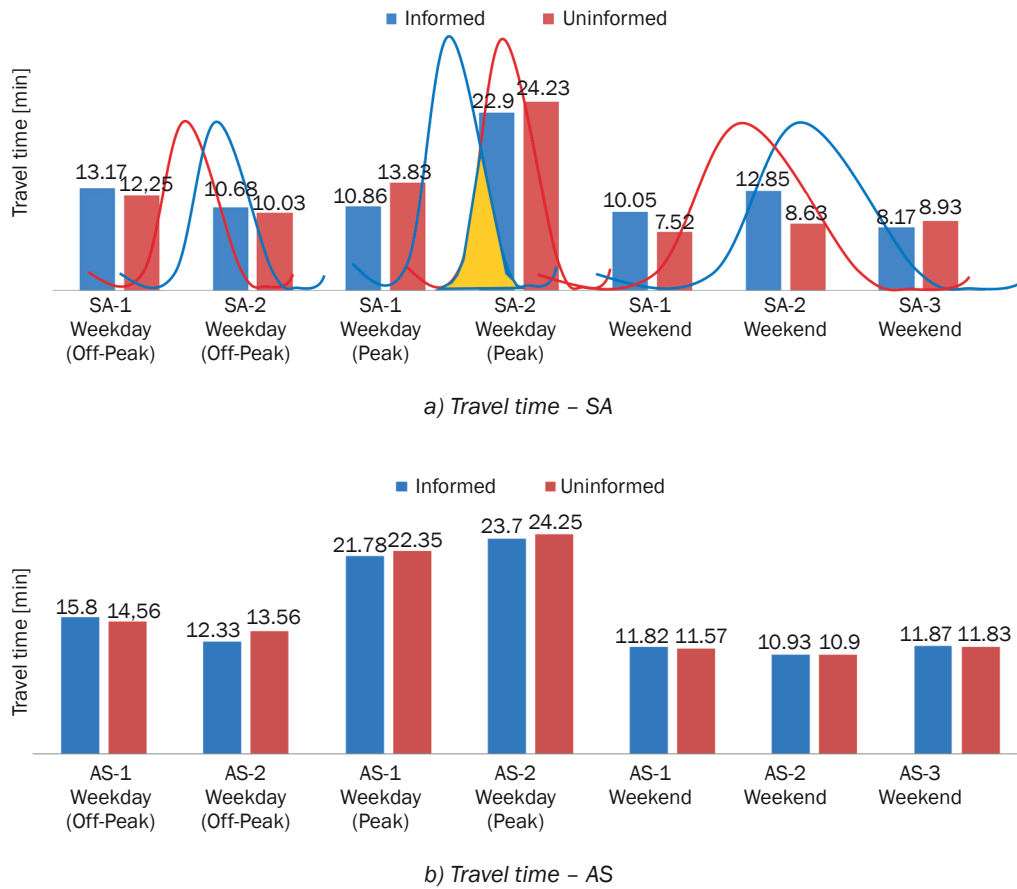 Informed Uninformed
Travel time [min]
13.17 12,25 10.68 10.03 10.86 13.83 22.9 24.23 10.05 7.52 12.85 8.63 8.17 8.93
SA-1 SA-2 SA-1 SA-2 SA-1 SA-2 SA-3
Weekday Weekday Weekday Weekday Weekend Weekend Weekend
(Off-Peak) (Off-Peak) (Peak) (Peak)
a) Travel time – SA
Informed Uninformed
Travel time [min]
15.8 14,56 12.33 13.56 21.78 22.35 23.7 24.25 11.82 11.57 10.93 10.9 11.87 11.83
AS-1 AS-2 AS-1 AS-2 AS-1 AS-2 AS-3
Weekday Weekday Weekday Weekday Weekend Weekend Weekend
(Off-Peak) (Off-Peak) (Peak) (Peak)
b) Travel time – AS